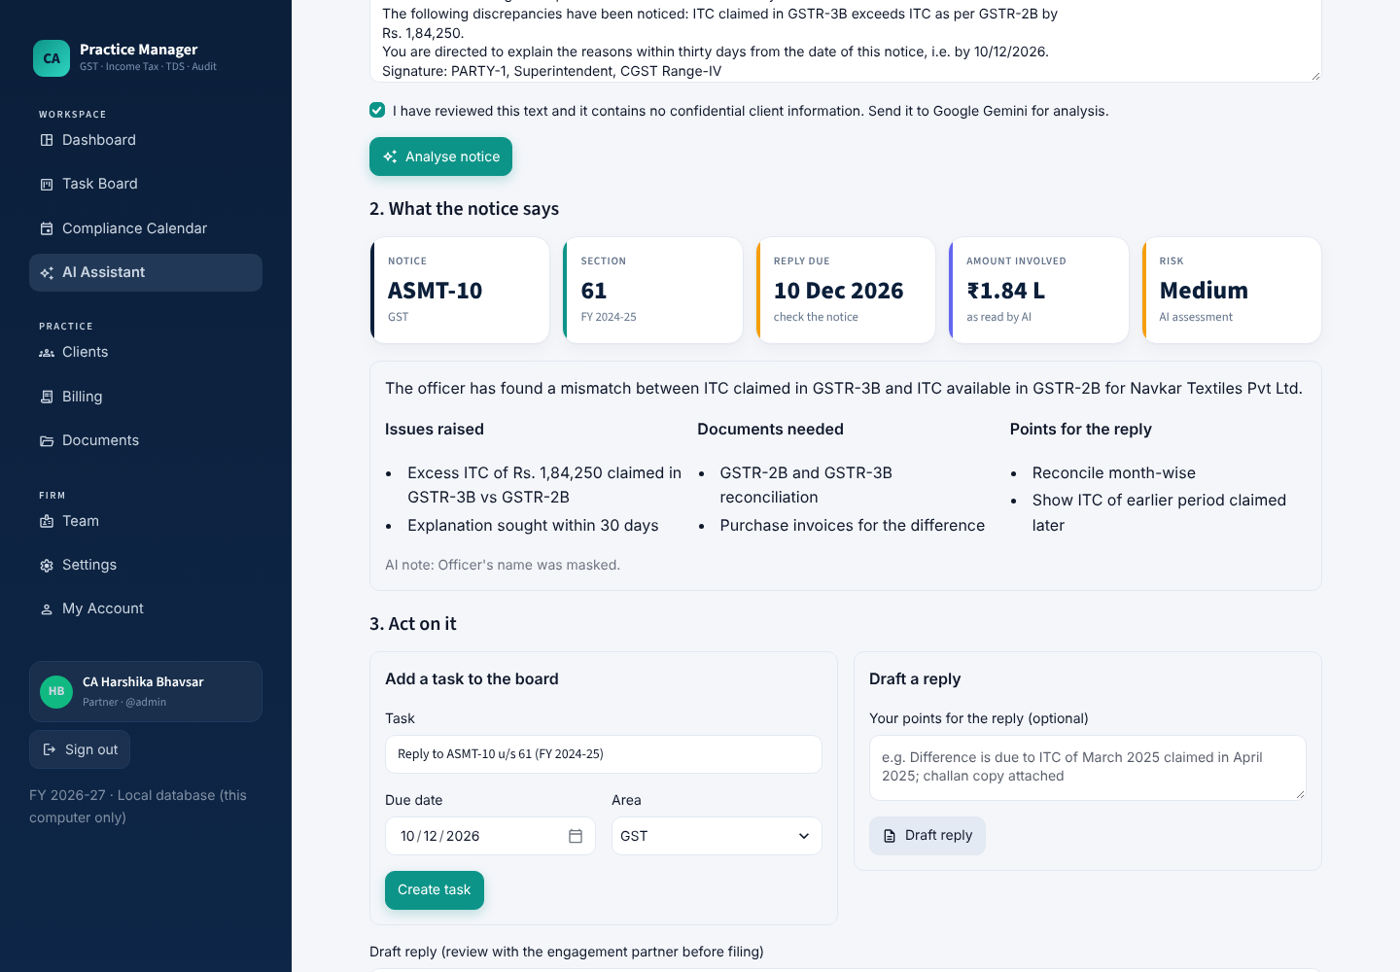 CA
Practice Manager
GST · Income Tax · TDS · Audit
WORKSPACE
Dashboard
Task Board
Compliance Calendar
AI Assistant
PRACTICE
Clients
Billing
Documents
FIRM
Team
Settings
My Account
HB
CA Harshika Bhavsar
Partner · @admin
Sign out
FY 2026-27 · Local database (this
computer only)
The following discrepancies have been noticed: ITC claimed in GSTR-3B exceeds ITC as per GSTR-2B by
Rs. 1,84,250.
You are directed to explain the reasons within thirty days from the date of this notice, i.e. by 10/12/2026.
Signature: PARTY-1, Superintendent, CGST Range-IV
I have reviewed this text and it contains no confidential client information. Send it to Google Gemini for analysis.
Analyse notice
2. What the notice says
NOTICE
ASMT-10
GST
SECTION
61
FY 2024-25
REPLY DUE
10 Dec 2026
check the notice
AMOUNT INVOLVED
₹1.84 L
as read by AI
RISK
Medium
AI assessment
The officer has found a mismatch between ITC claimed in GSTR-3B and ITC available in GSTR-2B for Navkar Textiles Pvt Ltd.
Issues raised
• Excess ITC of Rs. 1,84,250 claimed in
GSTR-3B vs GSTR-2B
• Explanation sought within 30 days
Documents needed
• GSTR-2B and GSTR-3B
reconciliation
• Purchase invoices for the difference
Points for the reply
• Reconcile month-wise
• Show ITC of earlier period claimed
later
AI note: Officer's name was masked.
3. Act on it
Add a task to the board
Task
Reply to ASMT-10 u/s 61 (FY 2024-25)
Due date
10/12/2026
Area
GST
Create task
Draft a reply
Your points for the reply (optional)
e.g. Difference is due to ITC of March 2025 claimed in April
2025; challan copy attached
Draft reply
Draft reply (review with the engagement partner before filing)